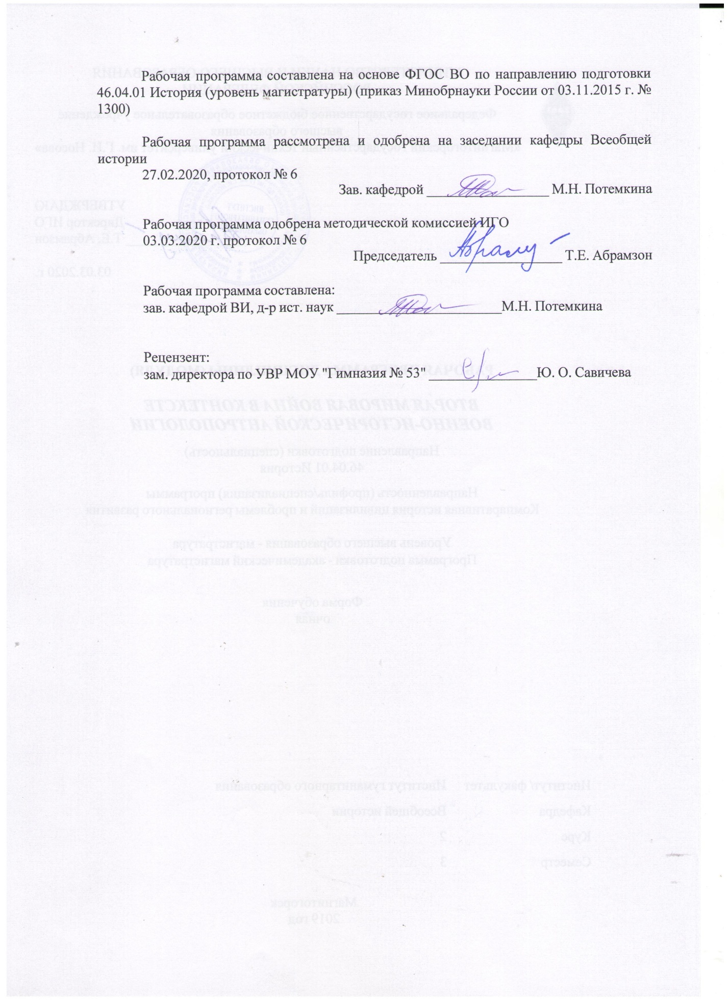 Рабочая программа составлена на основе ФГОС ВО по направлению подготовки
46.04.01 История (уровень магистратуры) (приказ Минобрнауки России от 03.11.2015 г. №
1300)
Рабочая программа рассмотрена и одобрена на заседании кафедры Всеобщей
истории
27.02.2020, протокол № 6
Зав. кафедрой ____________________ М.Н. Потемкина
Рабочая программа одобрена методической комиссией ИГО
03.03.2020 г. протокол № 6
Председатель ____________________ Т.Е. Абрамзон
Рабочая программа составлена:
зав. кафедрой ВИ, д-р ист. наук ____________________М.Н. Потемкина
Рецензент:
зам. директора по УВР МОУ "Гимназия № 53" ________________Ю. О. Савичева